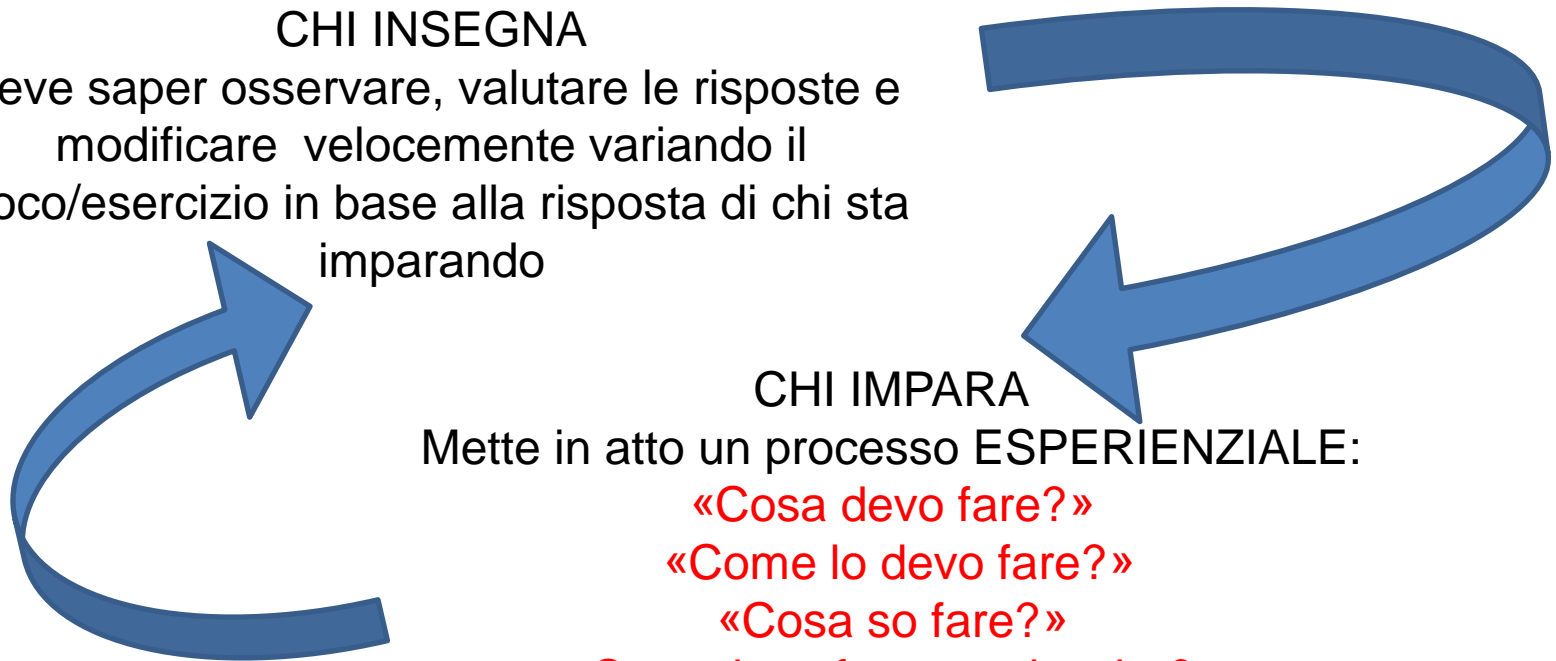 CHI INSEGNA
eve saper osservare, valutare le risposte e
modificare velocemente variando il
oco/esercizio in base alla risposta di chi sta
imparando
CHI IMPARA
Mette in atto un processo ESPERIENZIALE:
«Cosa devo fare?»
«Come lo devo fare?»
«Cosa so fare?»